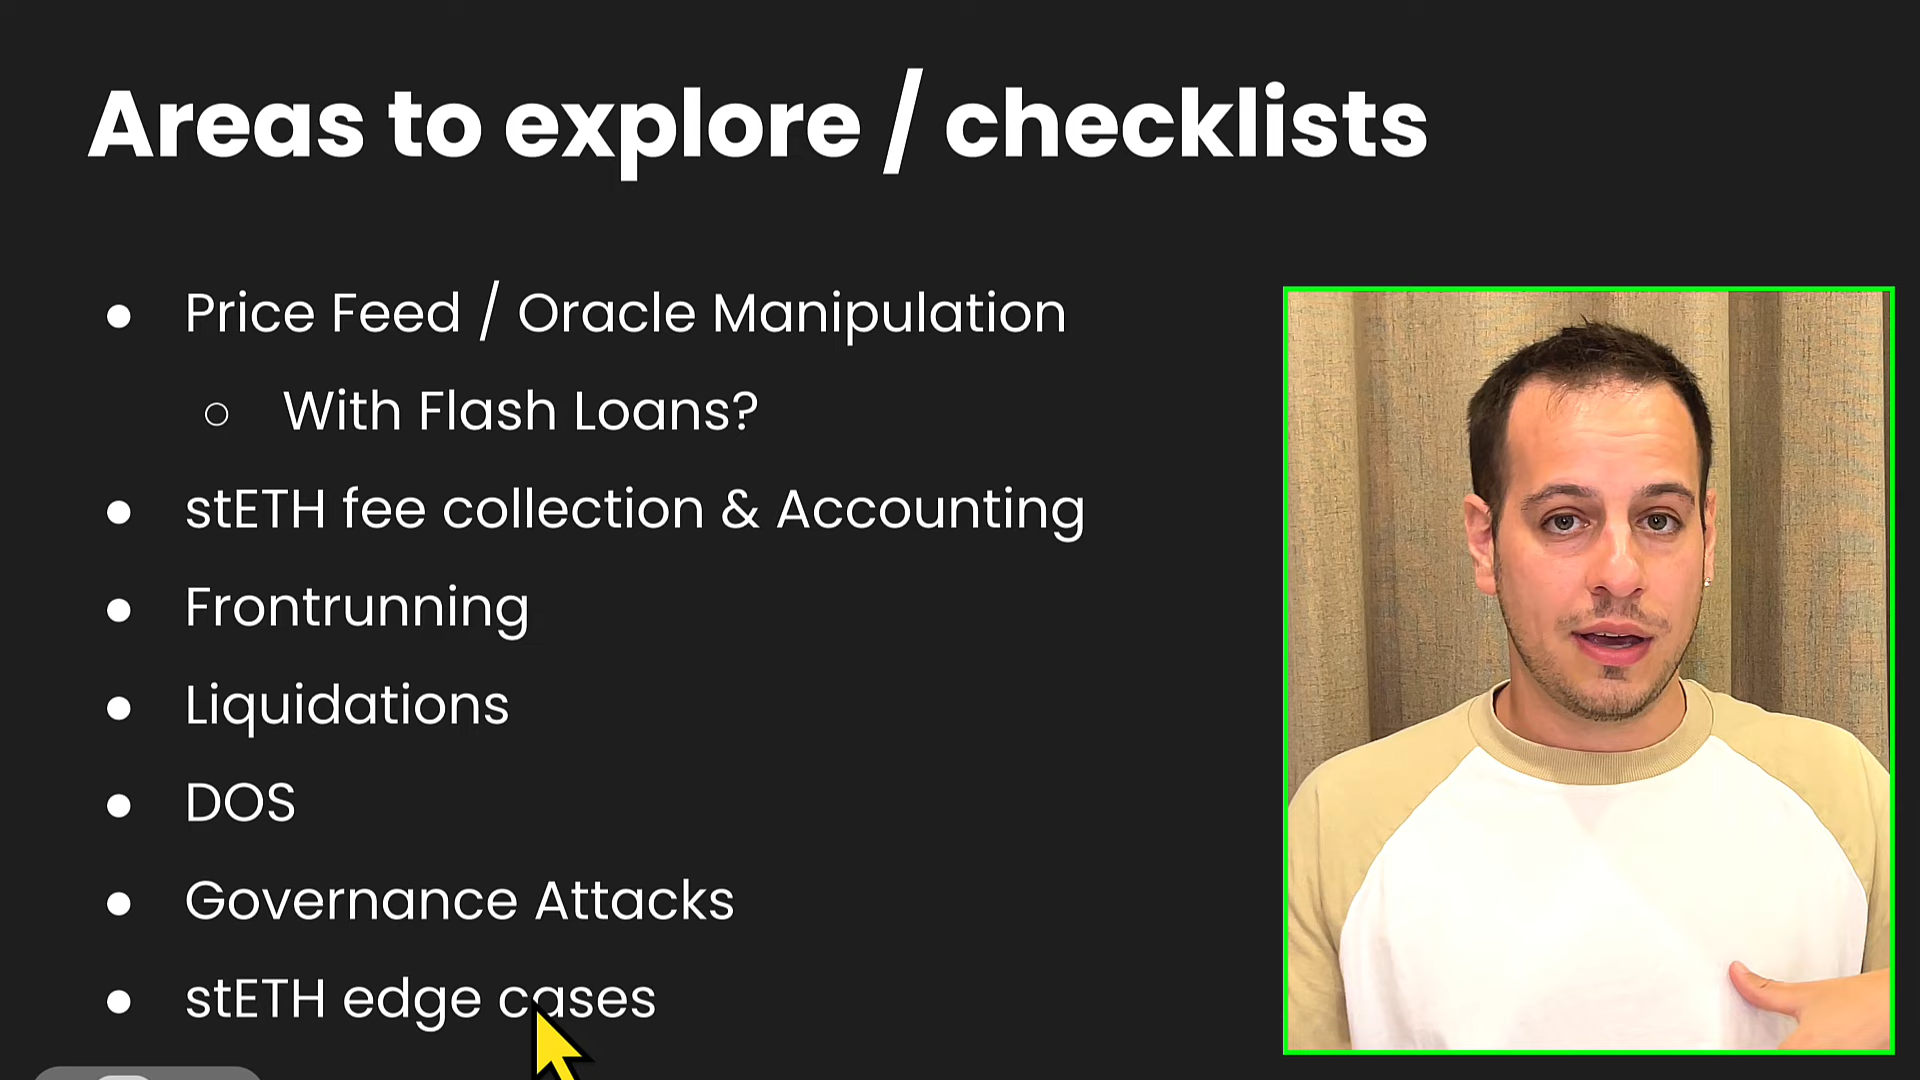 Areas to explore / checklists
Price Feed / Oracle Manipulation
With Flash Loans?
stETH fee collection & Accounting
Frontrunning
Liquidations
DOS
Governance Attacks
stETH edge cases